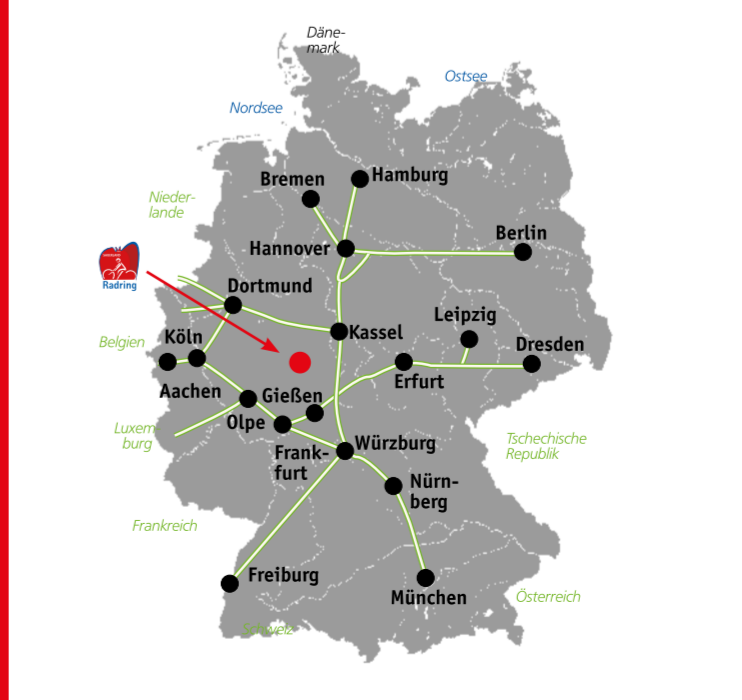 Däne-
mark
Ostsee
Nordsee
Bremen
Hamburg
Nieder-
lande
Berlin
Hannover
Radring
Dortmund
Leipzig
Kassel
Köln
Dresden
Belgien
Erfurt
Aachen
Gießen
Olpe
Luxem
burg
Würzburg
Tschechische
Republik
Frank-
furt
Nürn-
berg
Frankreich
Freiburg
München
Österreich
Schweiz